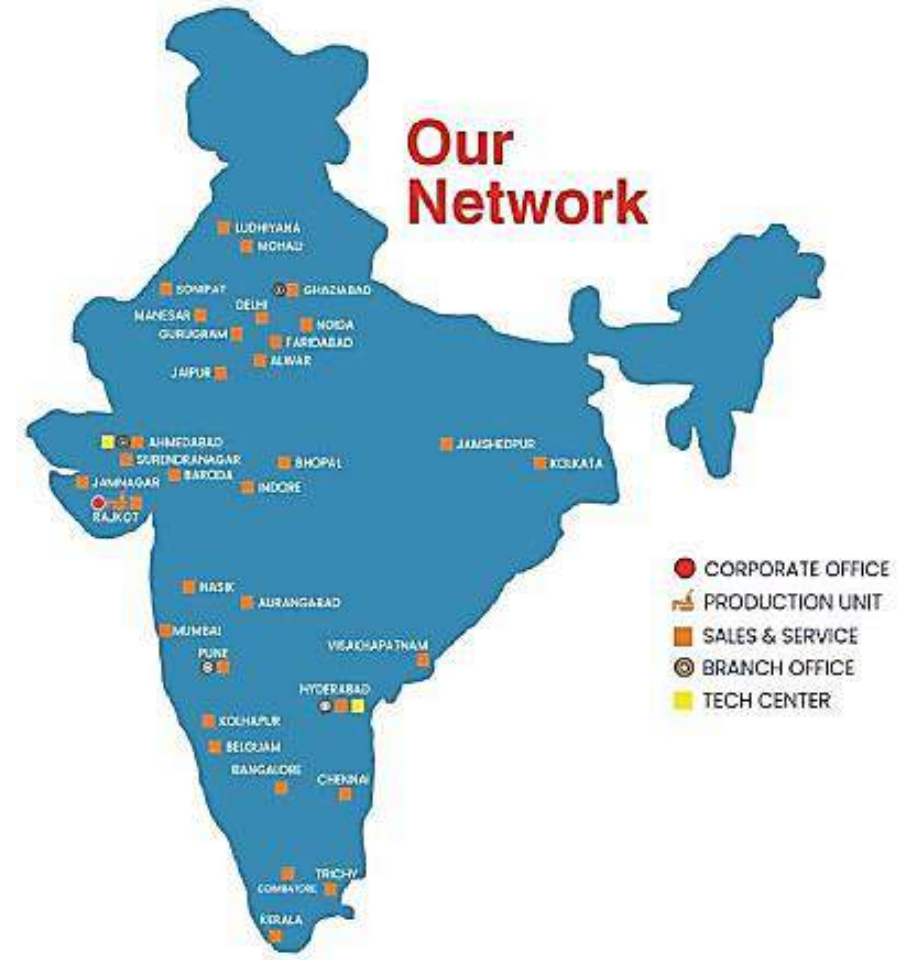 Our
Network
LUDHIYANA
MOHALI
SONIPAT
GHAZIABAD
DELHI
MANESAR
NOIDA
GURUGRAM
FARIDABAD
ALWAR
JAIPUR
AHMEDABAD
JAMSHEDPUR
SURENDRANAGAR
BHOPAL
KOLKATA
BARODA
JAMNAGAR
INDORE
RAJKOT
CORPORATE OFFICE
NASIK
PRODUCTION UNIT
AURANGABAD
MUMBAI
SALES & SERVICE
VISAKHAPATNAM
PUNE
BRANCH OFFICE
HYDERABAD
TECH CENTER
KOLHAPUR
BELGUAM
BANGALORE
CHENNAI
TRICHY
COIMBATORE
KERALA